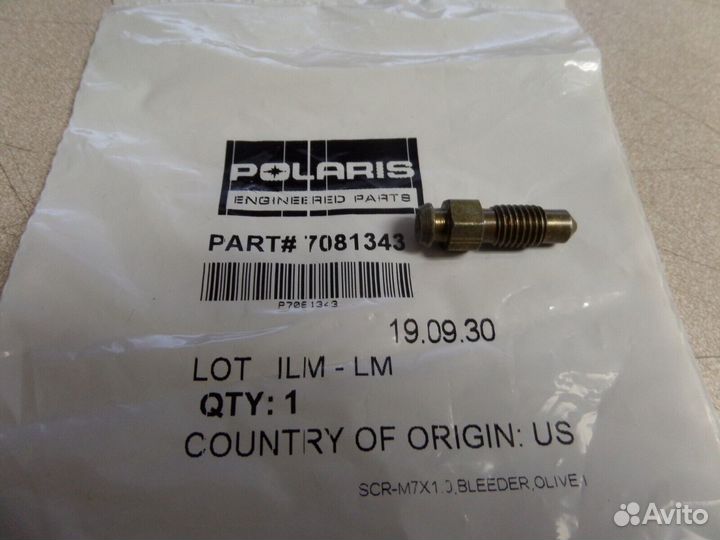 POLARIS
ENGINEERED PARTS
PART# 7081343
P7081343
19.09.30
LOT ILM - LM
QTY: 1
COUNTRY OF ORIGIN: US
SCR-M7X1.0,BLEEDER,OLIVE
Avito